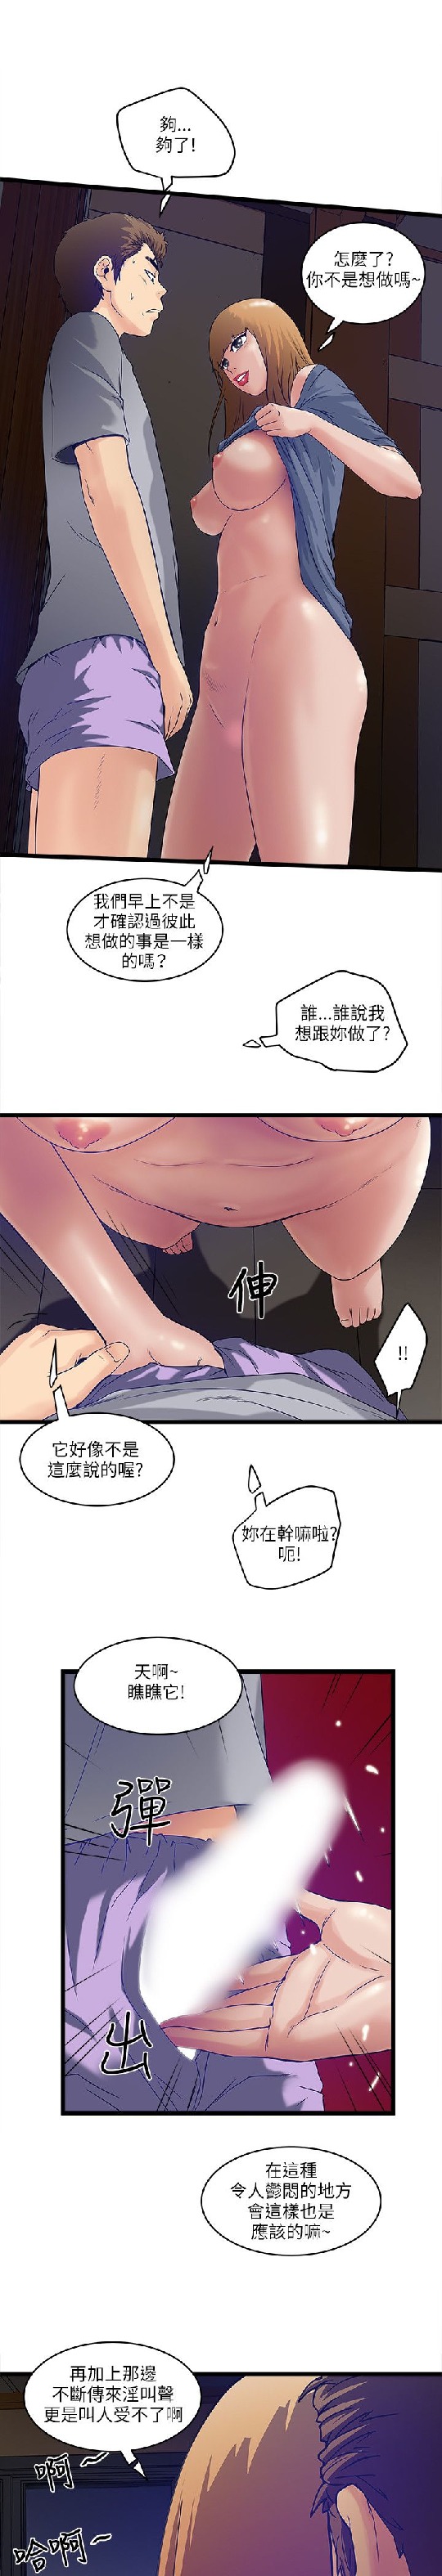 夠...
夠了!
怎麼了?
你不是想做嗎~
我們早上不是
才確認過彼此
想做的事是一樣
的嗎?
誰...誰說我
想跟妳做了?
伸
!!
它好像不是
這麼說的喔?
妳在幹嘛啦?
呃!
天啊~
瞧瞧它!
彈
出
在這種
令人鬱悶的地方
會這樣也是
應該的嘛~
再加上那邊
不斷傳來淫叫聲
更是叫人受不了啊
啊~
哈啊~